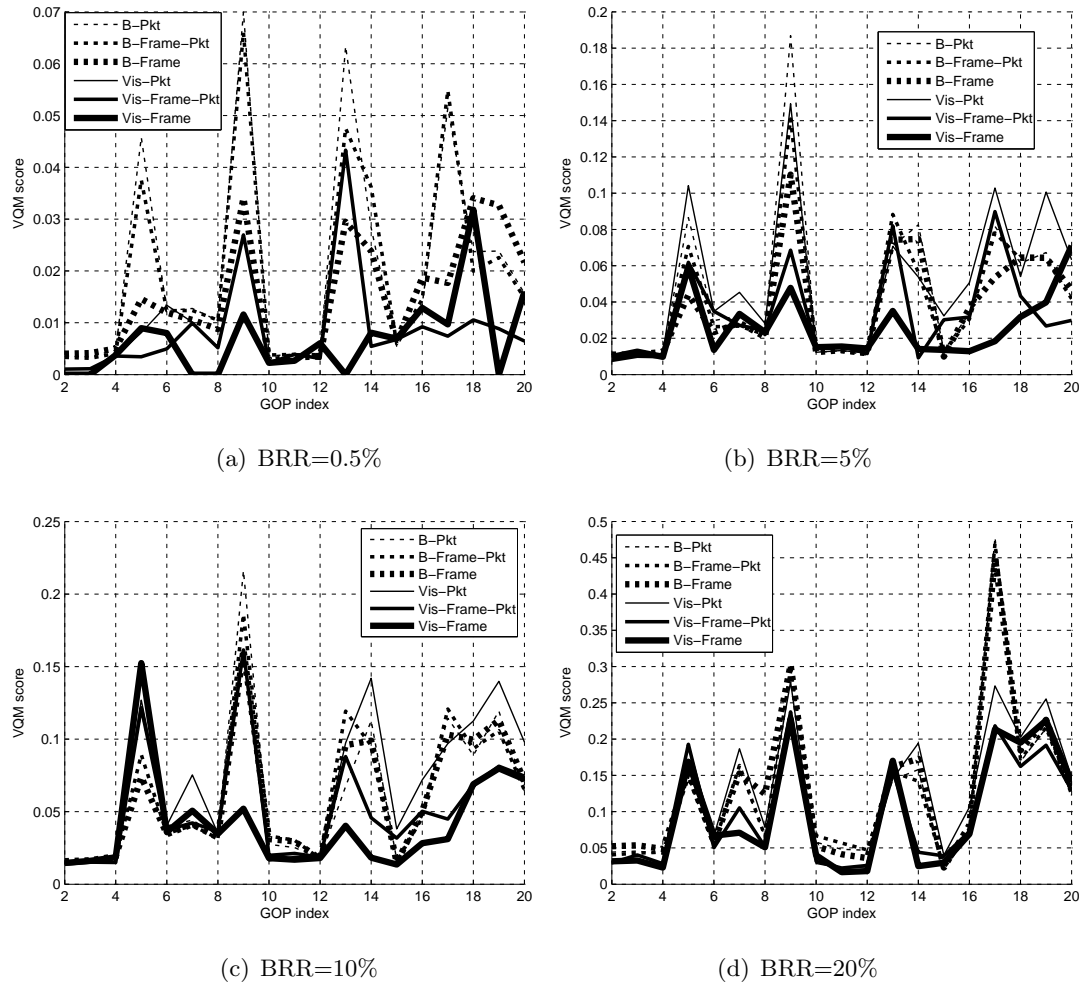 0.07
0.06
0.05
0.04
0.03
0.02
0.01
0
VQM score
2 4 6 8 10 12 14 16 18 20
GOP index
B−Pkt
B−Frame−Pkt
B−Frame
Vis−Pkt
Vis−Frame−Pkt
Vis−Frame
(a) BRR=0.5%
0.2
0.18
0.16
0.14
0.12
0.1
0.08
0.06
0.04
0.02
0
VQM score
2 4 6 8 10 12 14 16 18 20
GOP index
B−Pkt
B−Frame−Pkt
B−Frame
Vis−Pkt
Vis−Frame−Pkt
Vis−Frame
(b) BRR=5%
0.25
0.2
0.15
0.1
0.05
0
VQM score
2 4 6 8 10 12 14 16 18 20
GOP index
B−Pkt
B−Frame−Pkt
B−Frame
Vis−Pkt
Vis−Frame−Pkt
Vis−Frame
(c) BRR=10%
0.5
0.45
0.4
0.35
0.3
0.25
0.2
0.15
0.1
0.05
0
VQM score
2 4 6 8 10 12 14 16 18 20
GOP index
B−Pkt
B−Frame−Pkt
B−Frame
Vis−Pkt
Vis−Frame−Pkt
Vis−Frame
(d) BRR=20%